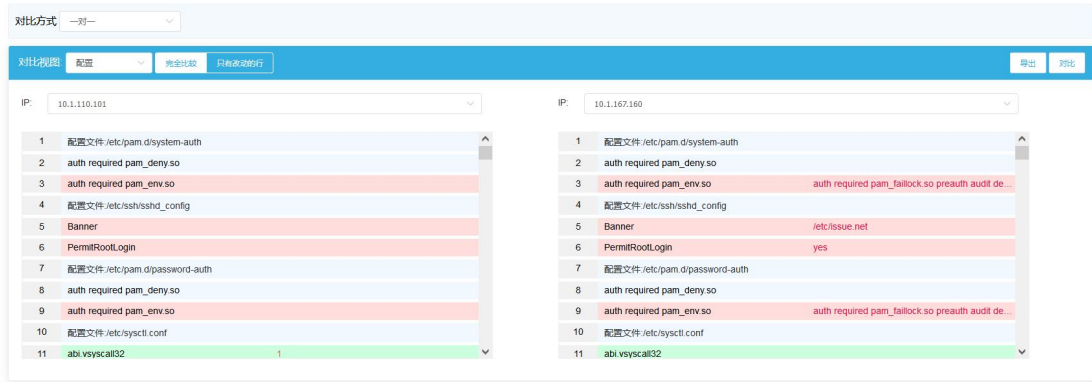 对比方式 一对一
对比视图: 配置 完全比较 只有改动的行 导出 对比
IP: 10.1.110.101
1 配置文件:/etc/pam.d/system-auth
2 auth required pam_deny.so
3 auth required pam_env.so
4 配置文件:/etc/ssh/sshd_config
5 Banner
6 PermitRootLogin
7 配置文件:/etc/pam.d/password-auth
8 auth required pam_deny.so
9 auth required pam_env.so
10 配置文件:/etc/sysctl.conf
11 abi.vsyscall32 1
IP: 10.1.167.160
1 配置文件:/etc/pam.d/system-auth
2 auth required pam_deny.so
3 auth required pam_env.so auth required pam_faillock.so preauth audit de...
4 配置文件:/etc/ssh/sshd_config
5 Banner /etc/issue.net
6 PermitRootLogin yes
7 配置文件:/etc/pam.d/password-auth
8 auth required pam_deny.so
9 auth required pam_env.so auth required pam_faillock.so preauth audit de...
10 配置文件:/etc/sysctl.conf
11 abi.vsyscall32